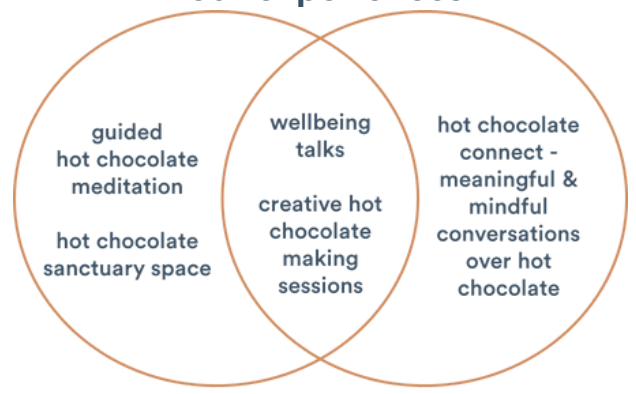 guided
hot chocolate
meditation
hot chocolate
sanctuary space
wellbeing
talks
creative hot
chocolate
making
sessions
hot chocolate
connect -
meaningful &
mindful
conversations
over hot
chocolate